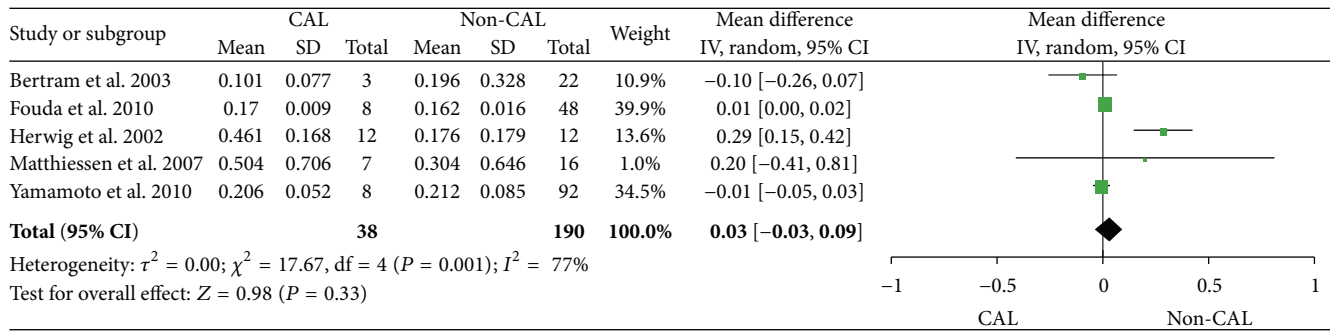 Study or subgroup CAL Non-CAL Weight Mean difference Mean difference
Mean SD Total Mean SD Total IV, random, 95% CI IV, random, 95% CI
Bertram et al. 2003 0.101 0.077 3 0.196 0.328 22 10.9% −0.10 [−0.26, 0.07]
Fouda et al. 2010 0.17 0.009 8 0.162 0.016 48 39.9% 0.01 [0.00, 0.02]
Herwig et al. 2002 0.461 0.168 12 0.176 0.179 12 13.6% 0.29 [0.15, 0.42]
Matthiessen et al. 2007 0.504 0.706 7 0.304 0.646 16 1.0% 0.20 [−0.41, 0.81]
Yamamoto et al. 2010 0.206 0.052 8 0.212 0.085 92 34.5% −0.01 [−0.05, 0.03]
Total (95% CI) 38 190 100.0% 0.03 [−0.03, 0.09]
Heterogeneity: τ² = 0.00; χ² = 17.67, df = 4 (P = 0.001); I² = 77%
Test for overall effect: Z = 0.98 (P = 0.33)
−1 −0.5 0 0.5 1
CAL Non-CAL